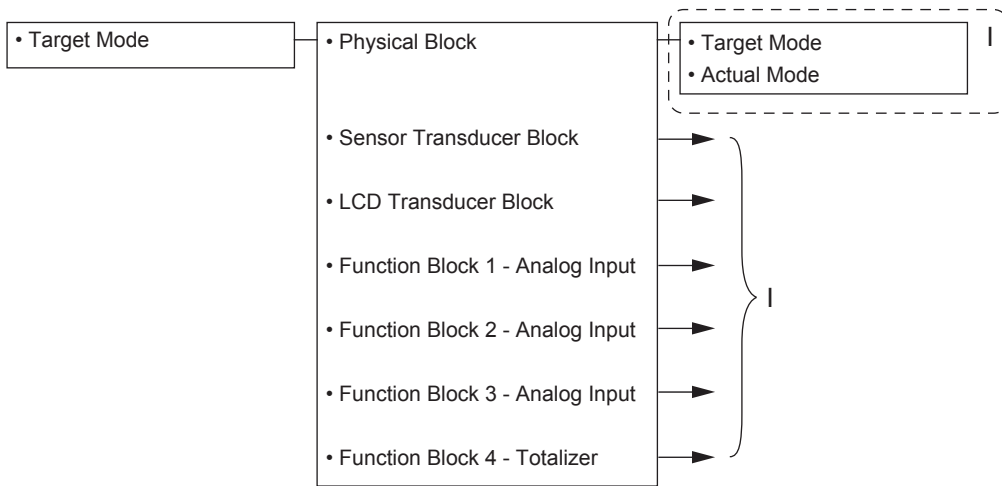 • Target Mode
• Physical Block
• Target Mode
• Actual Mode
I
• Sensor Transducer Block
• LCD Transducer Block
• Function Block 1 - Analog Input
• Function Block 2 - Analog Input
I
• Function Block 3 - Analog Input
• Function Block 4 - Totalizer